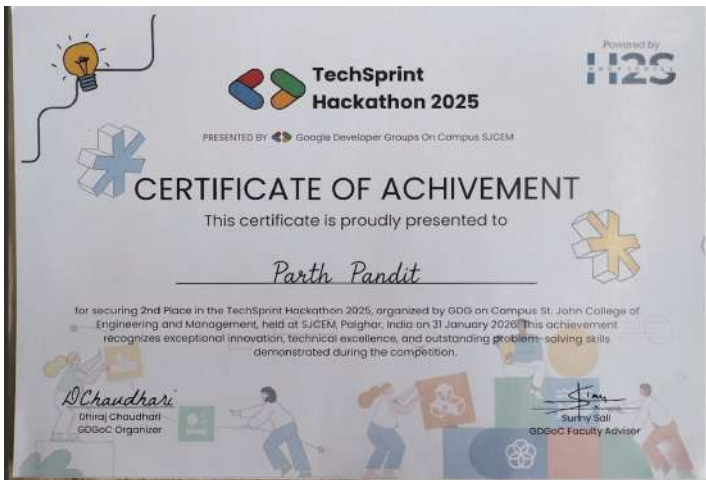 Powered by
H2S
TechSprint
Hackathon 2025
PRESENTED BY Google Developer Groups On Campus SJCEM
CERTIFICATE OF ACHIVEMENT
This certificate is proudly presented to
Parth Pandit
for securing 2nd Place in the TechSprint Hackathon 2025, organized by GDG on Campus St. John College of
Engineering and Management, held at SJCEM, Palghar, India on 31 January 2026. This achievement
recognizes exceptional innovation, technical excellence, and outstanding problem-solving skills
demonstrated during the competition.
DChaudhari
Dhiraj Chaudhari
GDGoC Organizer
Sunny Sall
GDGoC Faculty Advisor